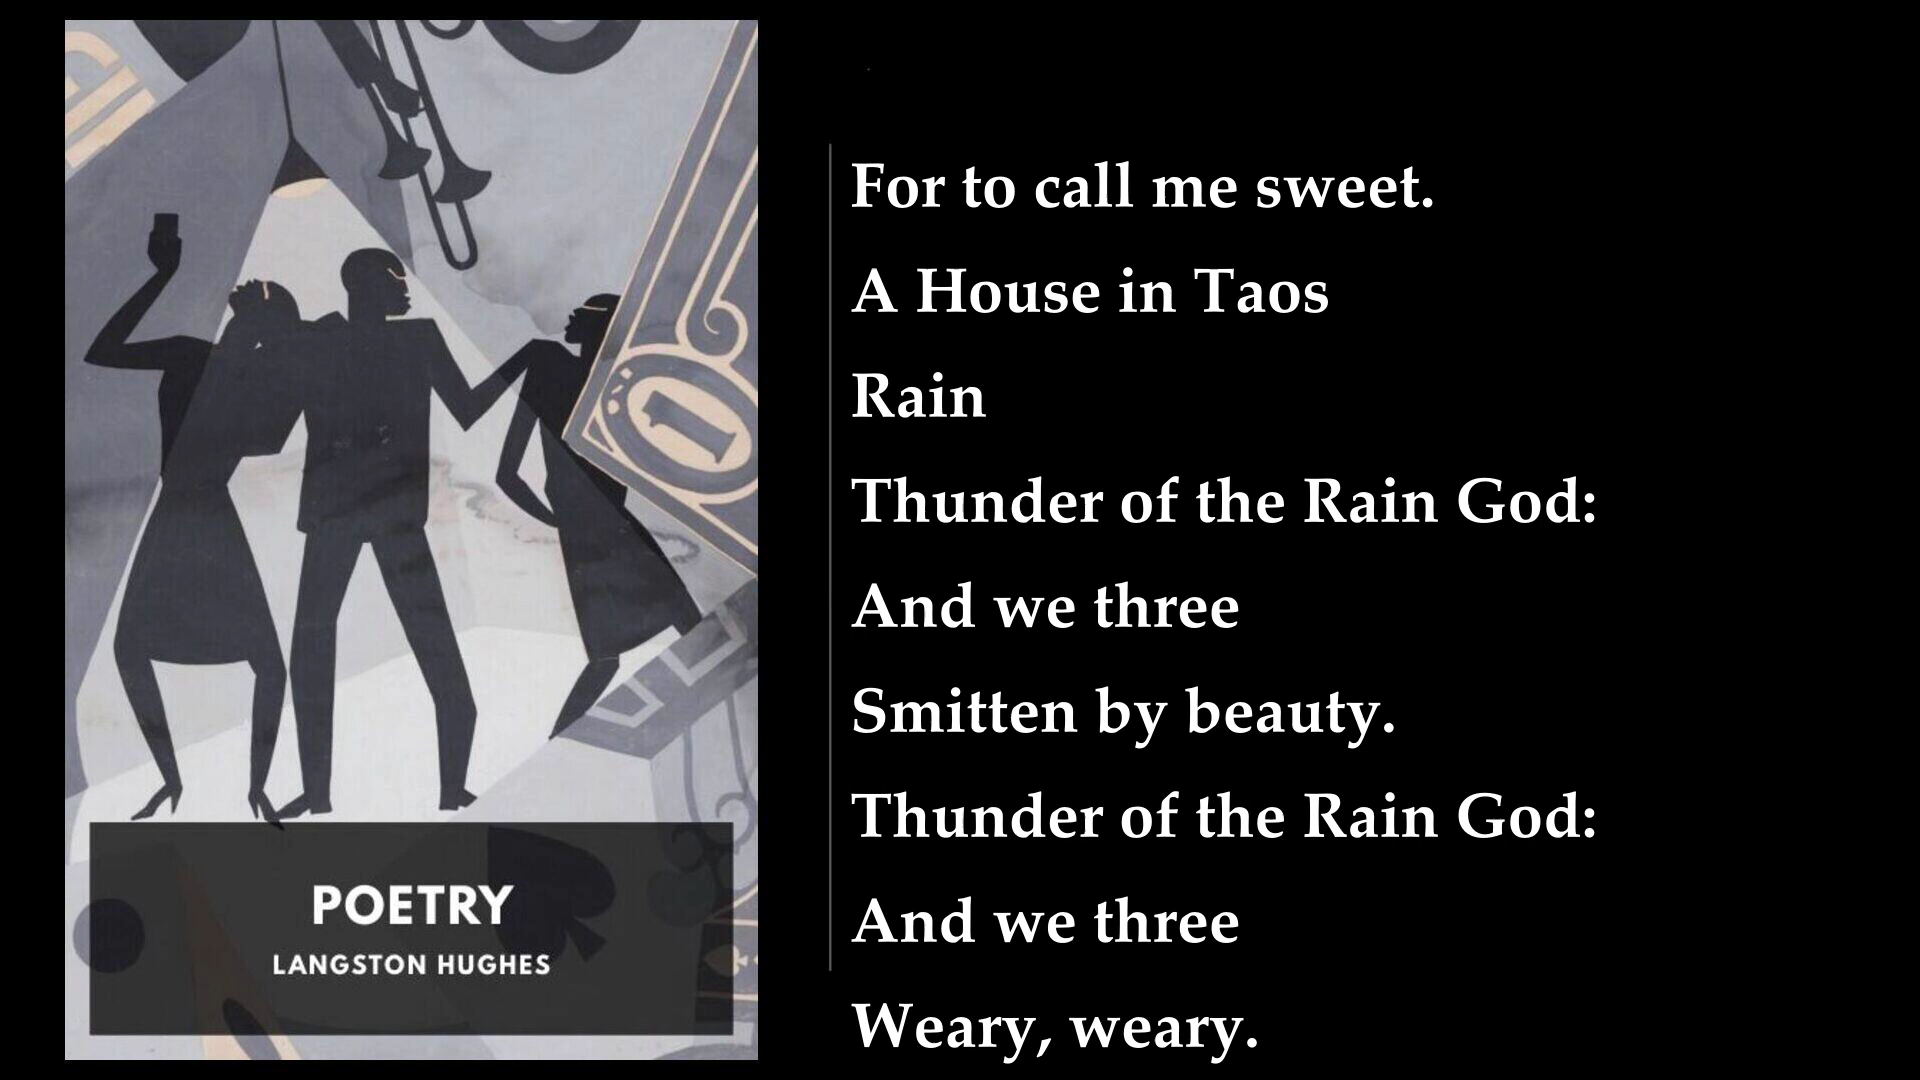 POETRY
LANGSTON HUGHES
For to call me sweet.
A House in Taos
Rain
Thunder of the Rain God:
And we three
Smitten by beauty.
Thunder of the Rain God:
And we three
Weary, weary.